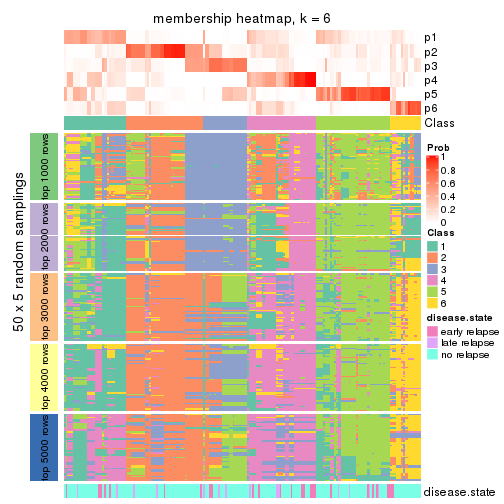 membership heatmap, k = 6
p1
p2
p3
p4
p5
p6
Class
50 x 5 random samplings
top 1000 rows
top 2000 rows
top 3000 rows
top 4000 rows
top 5000 rows
Prob
1
0.8
0.6
0.4
0.2
0
Class
1
2
3
4
5
6
disease.state
early relapse
late relapse
no relapse
disease.state